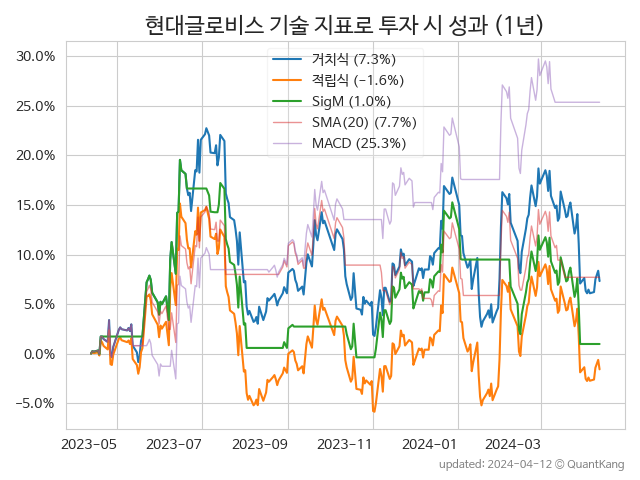 현대글로비스 기술 지표로 투자 시 성과 (1년)
30.0%
25.0%
20.0%
15.0%
10.0%
5.0%
0.0%
−5.0%
거치식 (7.3%)
적립식 (−1.6%)
SigM (1.0%)
SMA(20) (7.7%)
MACD (25.3%)
2023-05 2023-07 2023-09 2023-11 2024-01 2024-03
updated: 2024-04-12 © QuantKang